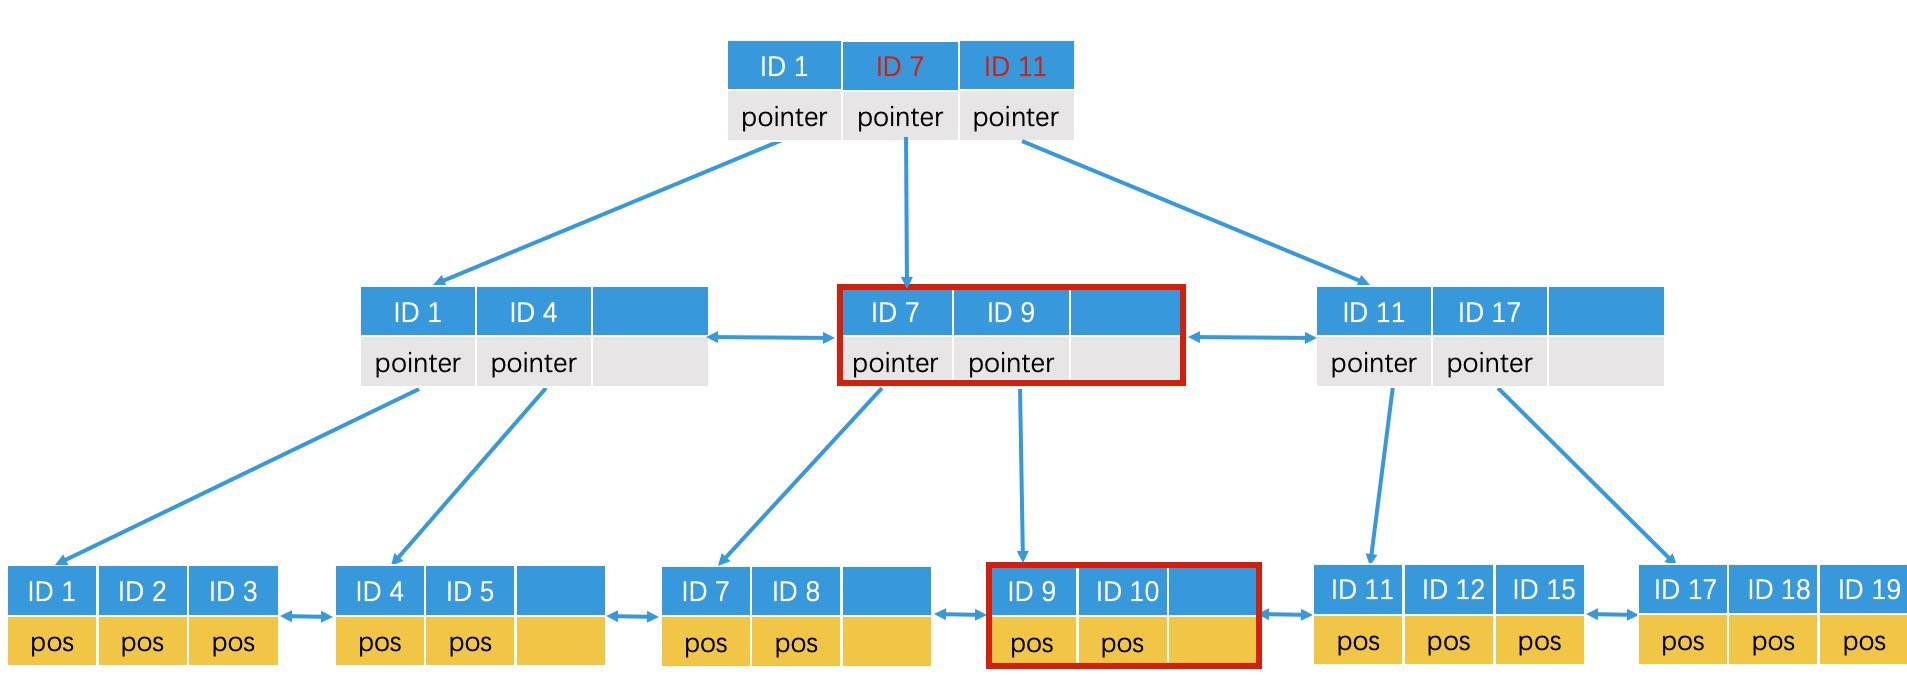 ID 1 ID 7 ID 11
pointer pointer pointer
ID 1 ID 4 ID 7 ID 9 ID 11 ID 17
pointer pointer pointer pointer pointer pointer
ID 1 ID 2 ID 3 ID 4 ID 5 ID 7 ID 8 ID 9 ID 10 ID 11 ID 12 ID 15 ID 17 ID 18 ID 19
pos pos pos pos pos pos pos pos pos pos pos pos pos pos pos